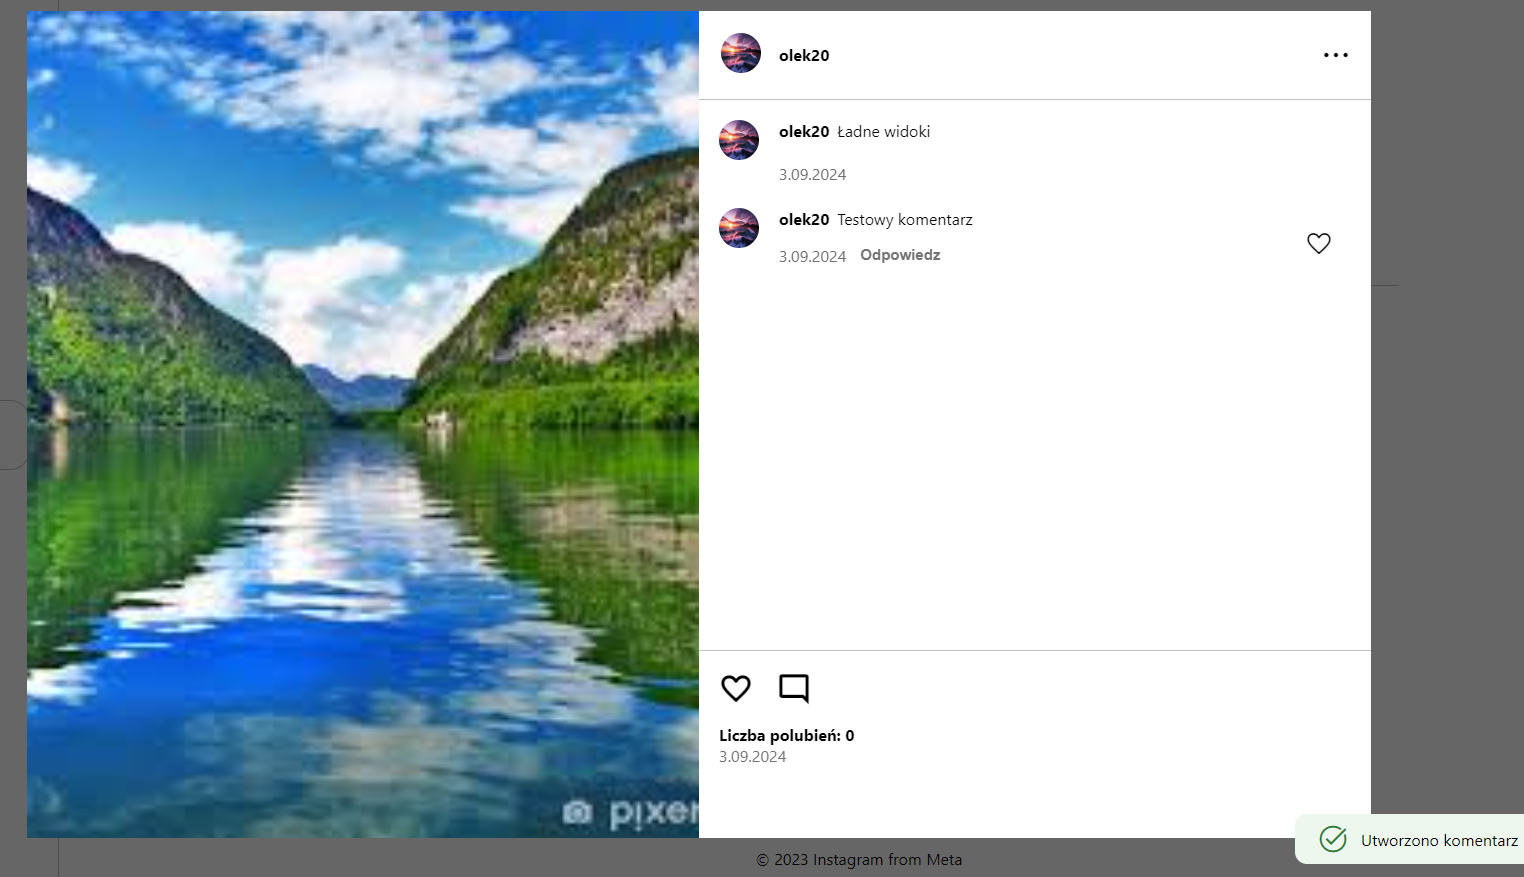 olek20
olek20 Ładne widoki
3.09.2024
olek20 Testowy komentarz
3.09.2024 Odpowiedz
Liczba polubień: 0
3.09.2024
© 2023 Instagram from Meta
Utworzono komentarz